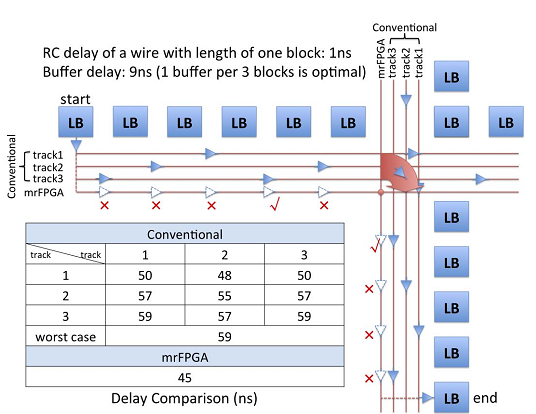 Conventional
mrFPGA
track3
track2
track1
RC delay of a wire with length of one block: 1ns
Buffer delay: 9ns (1 buffer per 3 blocks is optimal)
LB
start
LB LB LB LB LB LB LB LB
Conventional
track1
track2
track3
mrFPGA
× × × √ ×
LB
√
LB
×
LB
×
LB
×
LB end
Conventional
track track 1 2 3
1 50 48 50
2 57 55 57
3 59 57 59
worst case 59
mrFPGA
45
Delay Comparison (ns)